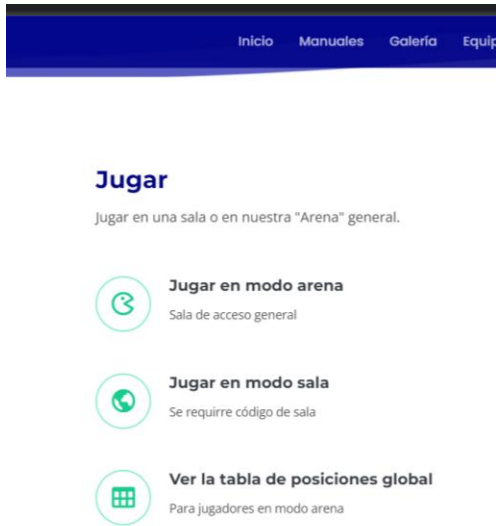 Inicio Manuales Galería
Jugar
Jugar en una sala o en nuestra "Arena" general.
Jugar en modo arena
Sala de acceso general
Jugar en modo sala
Se requirre código de sala
Ver la tabla de posiciones global
Para jugadores en modo arena